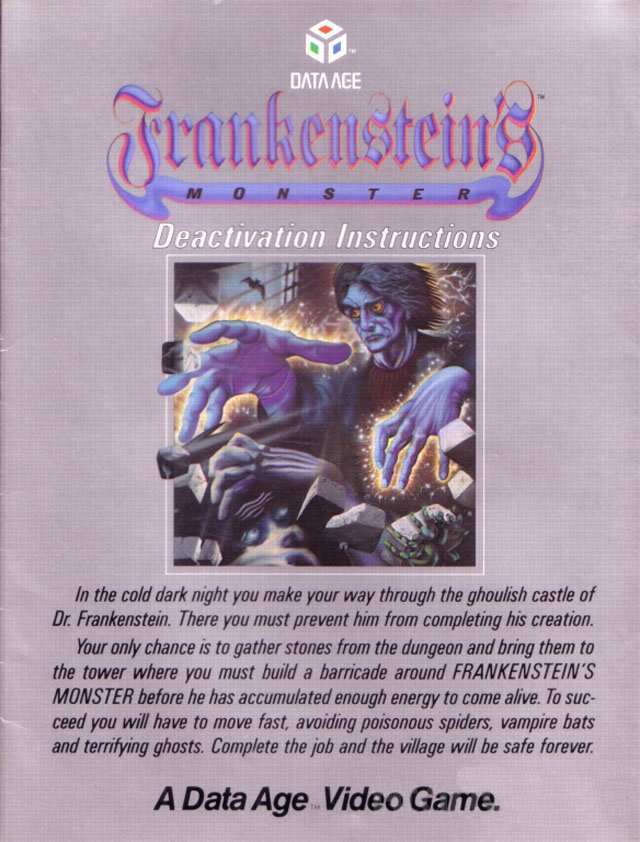 DATA AGE™
Frankenstein's™
MONSTER
Deactivation Instructions
In the cold dark night you make your way through the ghoulish castle of
Dr. Frankenstein. There you must prevent him from completing his creation.
Your only chance is to gather stones from the dungeon and bring them to
the tower where you must build a barricade around FRANKENSTEIN'S
MONSTER before he has accumulated enough energy to come alive. To suc-
ceed you will have to move fast, avoiding poisonous spiders, vampire bats
and terrifying ghosts. Complete the job and the village will be safe forever.
A Data Age™ Video Game.